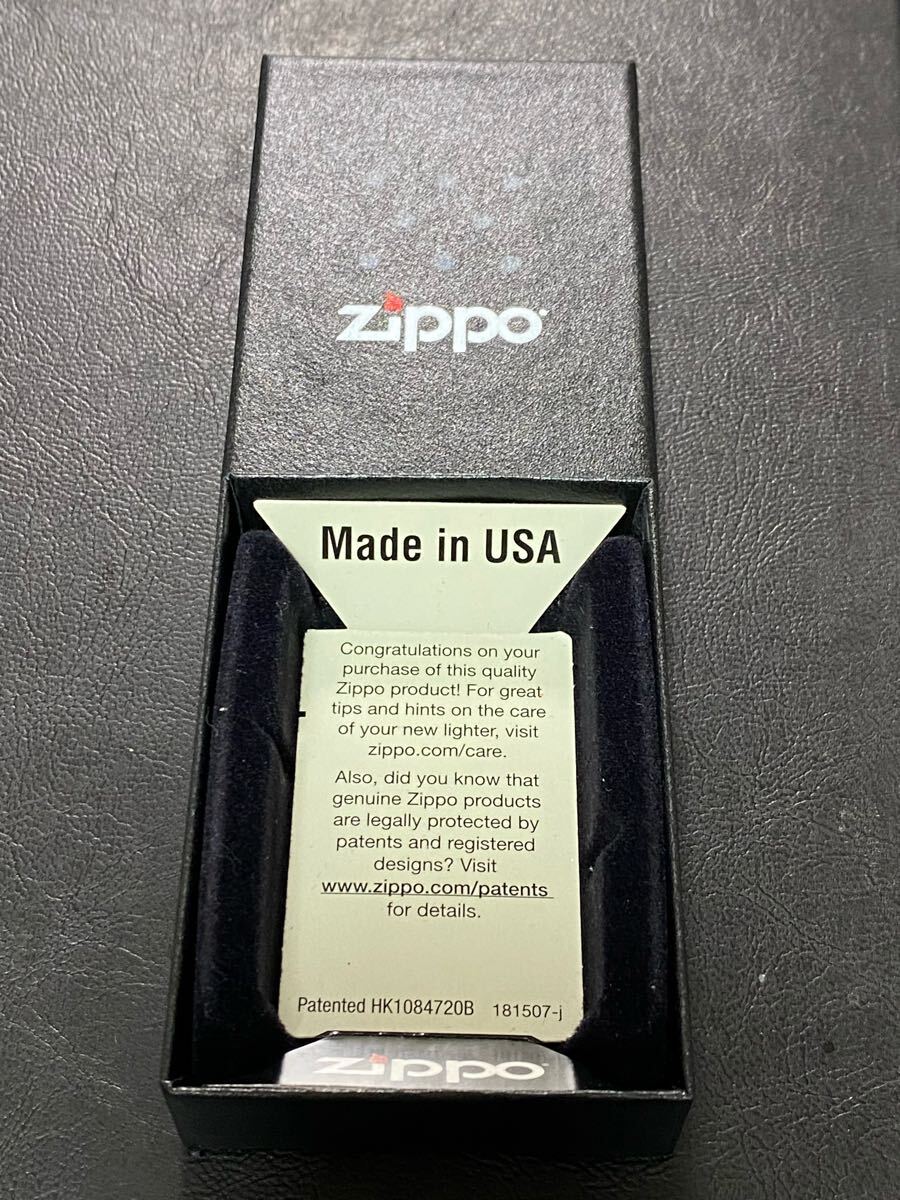 zippo
Made in USA
Congratulations on your
purchase of this quality
Zippo product! For great
tips and hints on the care
of your new lighter, visit
zippo.com/care.
Also, did you know that
genuine Zippo products
are legally protected by
patents and registered
designs? Visit
www.zippo.com/patents
for details.
Patented HK1084720B 181507-j
zippo